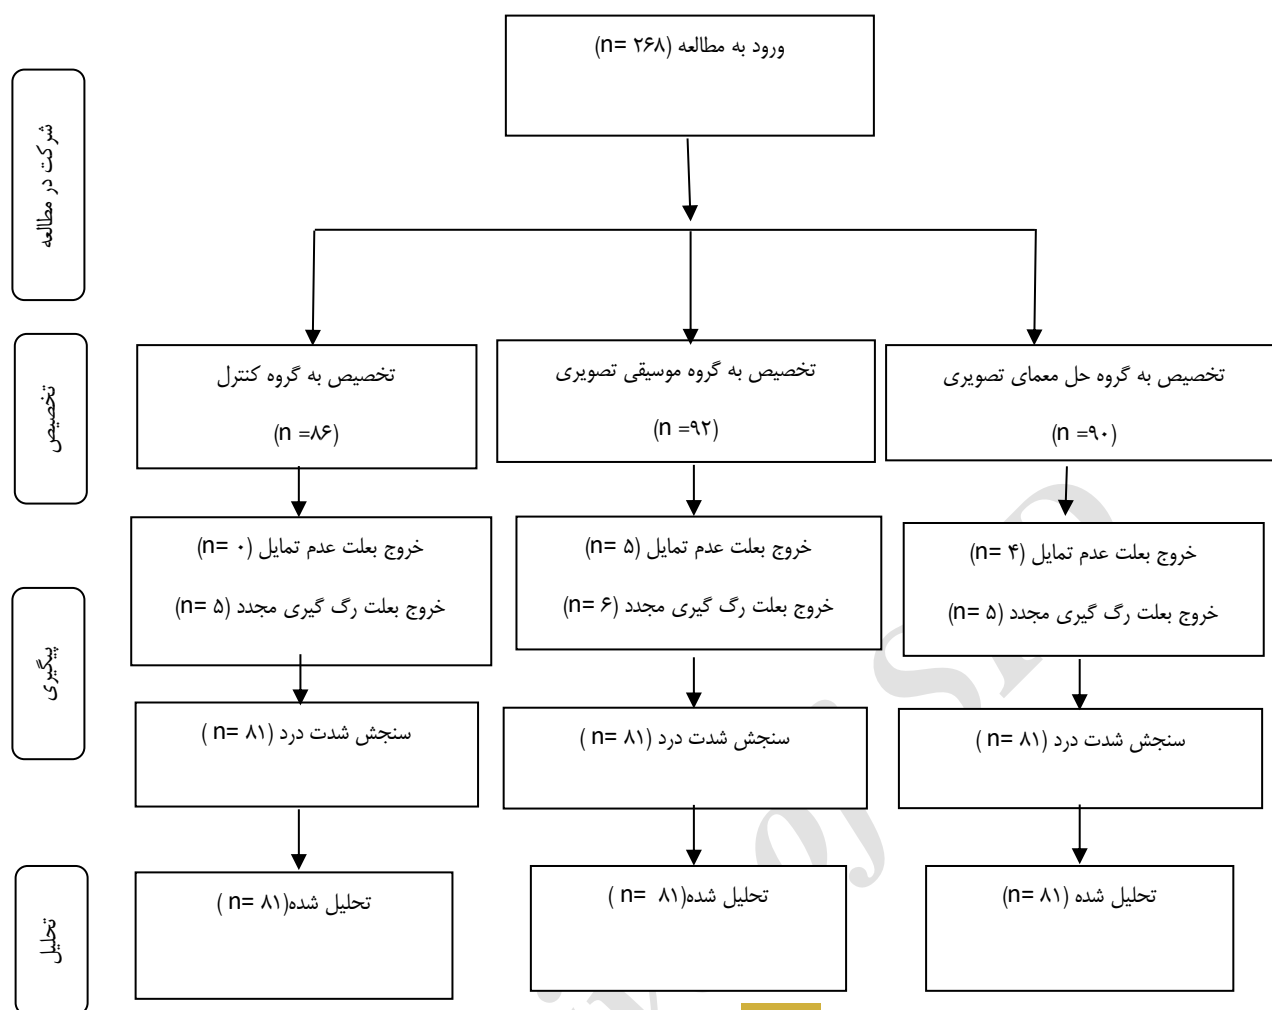 ورود به مطالعه (n= ۲۶۸)
شرکت در مطالعه
تخصیص
تخصیص به گروه حل معمای تصویری
(n =۹۰)
تخصیص به گروه موسیقی تصویری
(n =۹۲)
تخصیص به گروه کنترل
(n =۸۶)
پیگیری
خروج بعلت عدم تمایل (n= ۴)
خروج بعلت رگ گیری مجدد (n= ۵)
خروج بعلت عدم تمایل (n= ۵)
خروج بعلت رگ گیری مجدد (n= ۶)
خروج بعلت عدم تمایل (n= ۰)
خروج بعلت رگ گیری مجدد (n= ۵)
سنجش شدت درد (n= ۸۱ )
سنجش شدت درد (n= ۸۱ )
سنجش شدت درد (n= ۸۱ )
تحلیل
تحلیل شده (n= ۸۱)
تحلیل شده(n= ۸۱ )
تحلیل شده(n= ۸۱ )